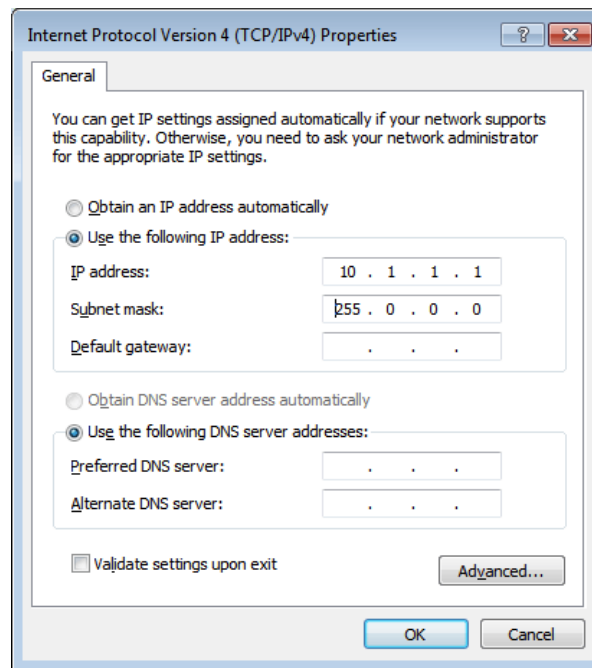 Internet Protocol Version 4 (TCP/IPv4) Properties
General
You can get IP settings assigned automatically if your network supports
this capability. Otherwise, you need to ask your network administrator
for the appropriate IP settings.
Obtain an IP address automatically
Use the following IP address:
IP address: 10 . 1 . 1 . 1
Subnet mask: 255 . 0 . 0 . 0
Default gateway: . . .
Obtain DNS server address automatically
Use the following DNS server addresses:
Preferred DNS server: . . .
Alternate DNS server: . . .
Validate settings upon exit
Advanced...
OK Cancel